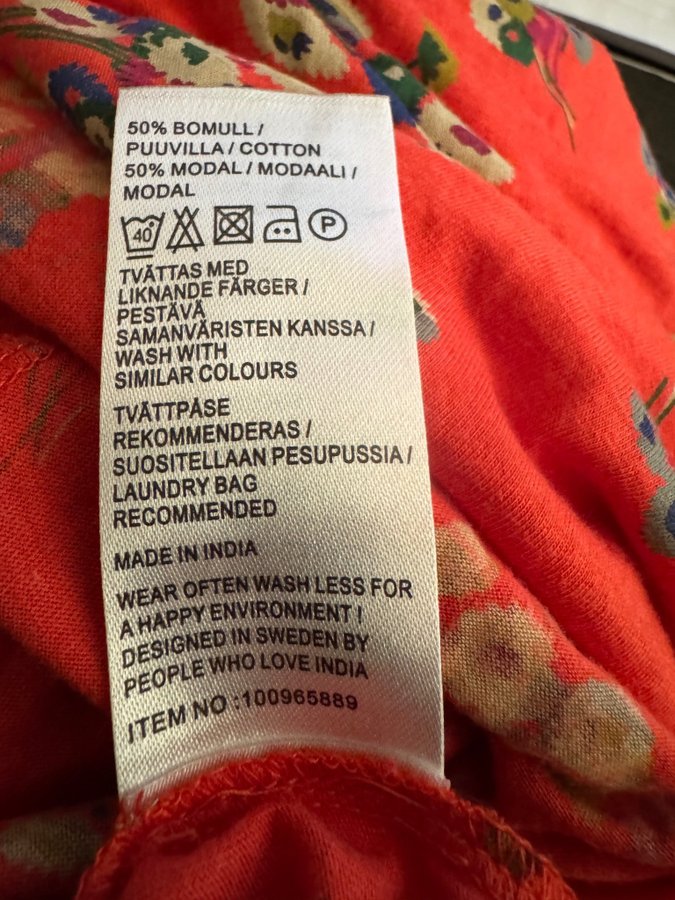 50% BOMULL /
PUUVILLA / COTTON
50% MODAL / MODAALI /
MODAL
40 P
TVÄTTAS MED
LIKNANDE FÄRGER /
PESTÄVÄ
SAMANVÄRISTEN KANSSA /
WASH WITH
SIMILAR COLOURS
TVÄTTPÅSE
REKOMMENDERAS /
SUOSITELLAAN PESUPUSSIA /
LAUNDRY BAG
RECOMMENDED
MADE IN INDIA
WEAR OFTEN WASH LESS FOR
A HAPPY ENVIRONMENT !
DESIGNED IN SWEDEN BY
PEOPLE WHO LOVE INDIA
ITEM NO :100965889